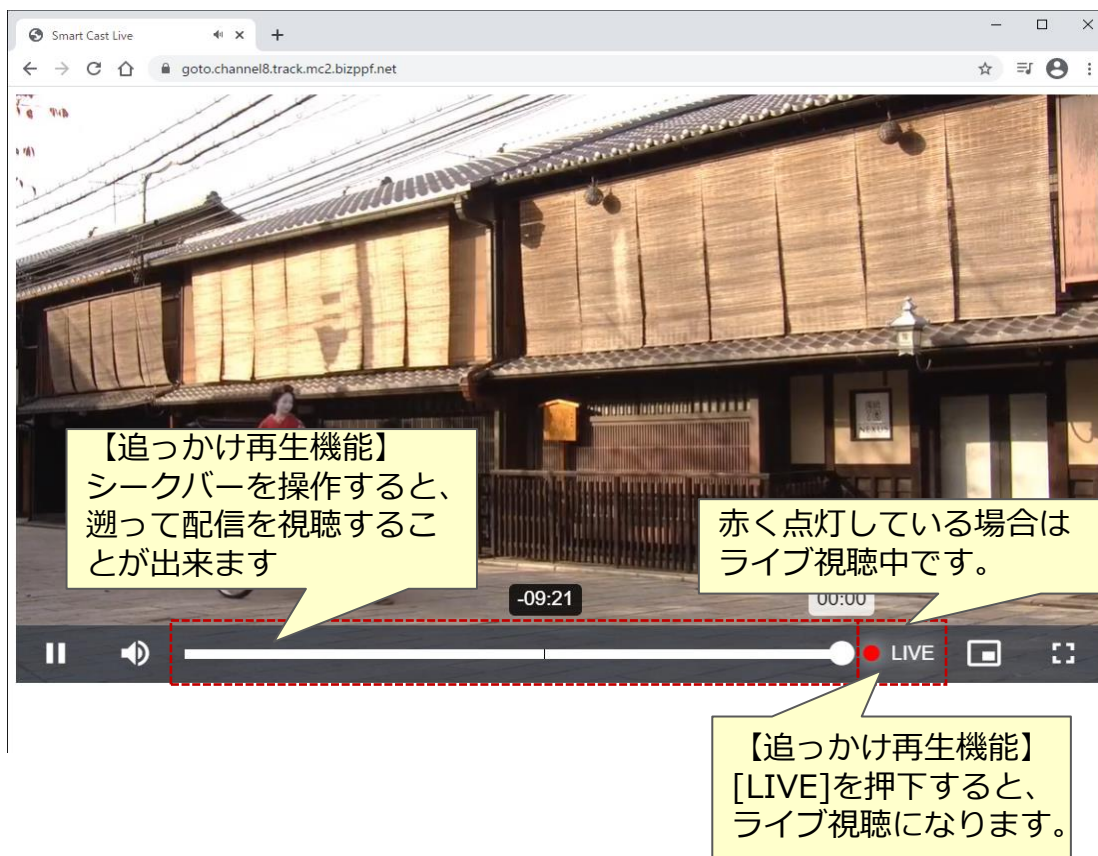 Smart Cast Live
goto.channel8.track.mc2.bizppf.net
【追っかけ再生機能】
シークバーを操作すると、
遡って配信を視聴するこ
とが出来ます
赤く点灯している場合は
ライブ視聴中です。
-09:21
00:00
LIVE
【追っかけ再生機能】
[LIVE]を押下すると、
ライブ視聴になります。